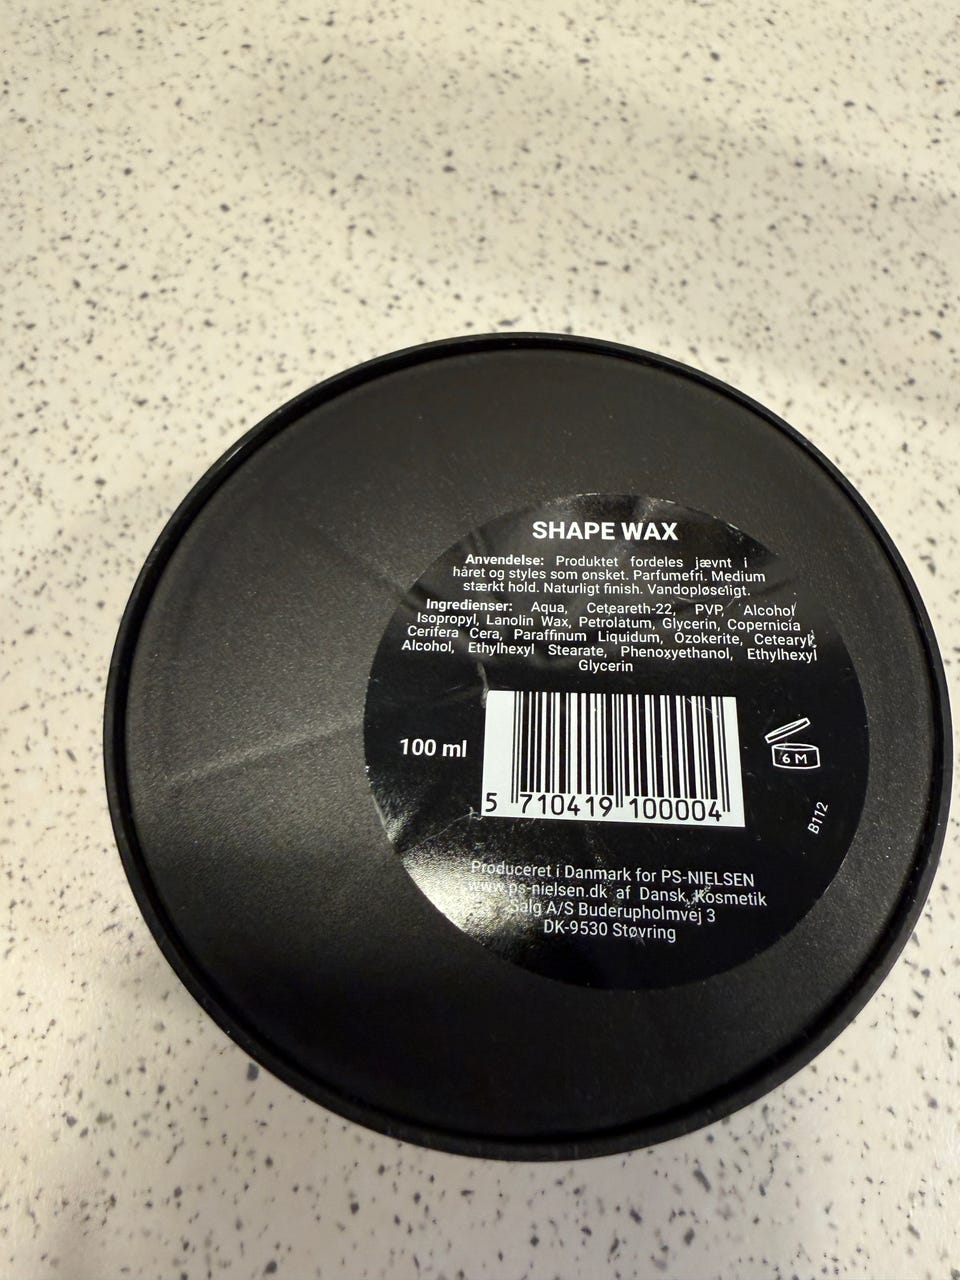 SHAPE WAX
Anvendelse: Produktet fordeles jævnt i
håret og styles som ønsket. Parfumefri. Medium
stærkt hold. Naturligt finish. Vandopløseligt.
Ingredienser: Aqua, Ceteareth-22, PVP, Alcohol
Isopropyl, Lanolin Wax, Petrolatum, Glycerin, Copernicia
Cerifera Cera, Paraffinum Liquidum, Ozokerite, Cetearyl
Alcohol, Ethylhexyl Stearate, Phenoxyethanol, Ethylhexyl
Glycerin
100 ml
5 710419 100004
6 M
B112
Produceret i Danmark for PS-NIELSEN
www.ps-nielsen.dk af Dansk Kosmetik
Salg A/S Buderupholmvej 3
DK-9530 Støvring